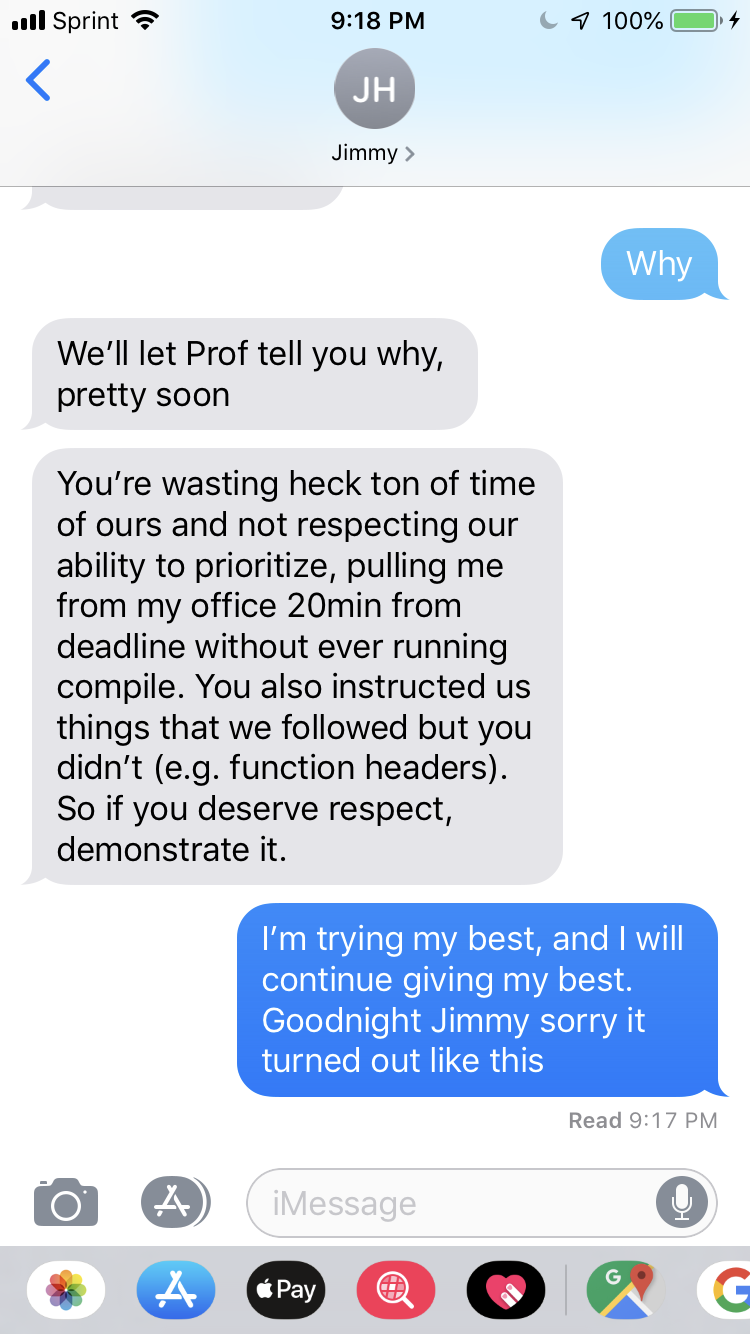 Sprint 9:18 PM 100%
JH
Jimmy
Why
We’ll let Prof tell you why,
pretty soon
You’re wasting heck ton of time
of ours and not respecting our
ability to prioritize, pulling me
from my office 20min from
deadline without ever running
compile. You also instructed us
things that we followed but you
didn’t (e.g. function headers).
So if you deserve respect,
demonstrate it.
I’m trying my best, and I will
continue giving my best.
Goodnight Jimmy sorry it
turned out like this
Read 9:17 PM
iMessage
Pay G G